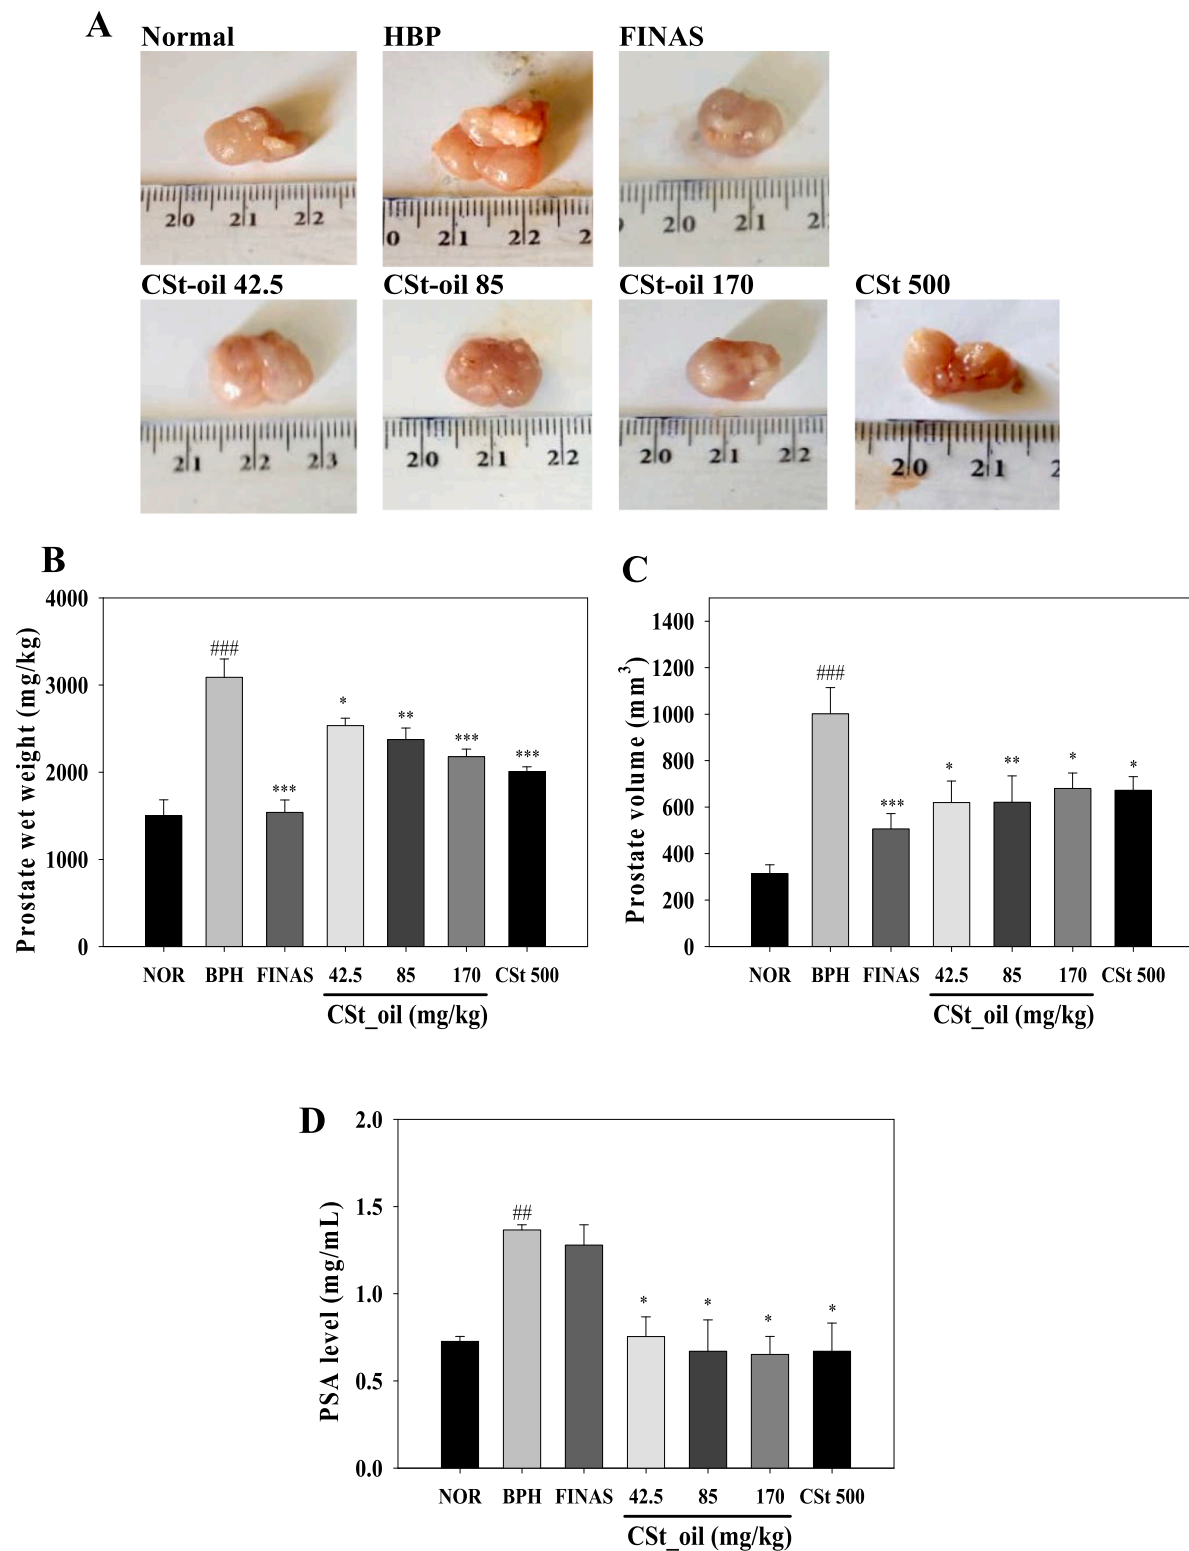 A
Normal HBP FINAS
20 21 22
0 21 22 2
20 21 2
CSt-oil 42.5 CSt-oil 85 CSt-oil 170 CSt 500
21 22 23
20 21 22
20 21 22
20 21 2
B
Prostate wet weight (mg/kg)
4000
3000
2000
1000
0
###
***
*
**
***
***
NOR BPH FINAS 42.5 85 170 CSt 500
CSt_oil (mg/kg)
C
Prostate volume (mm³)
1400
1200
1000
800
600
400
200
0
###
***
*
**
*
*
NOR BPH FINAS 42.5 85 170 CSt 500
CSt_oil (mg/kg)
D
PSA level (mg/mL)
2.0
1.5
1.0
0.5
0.0
##
*
*
*
*
NOR BPH FINAS 42.5 85 170 CSt 500
CSt_oil (mg/kg)